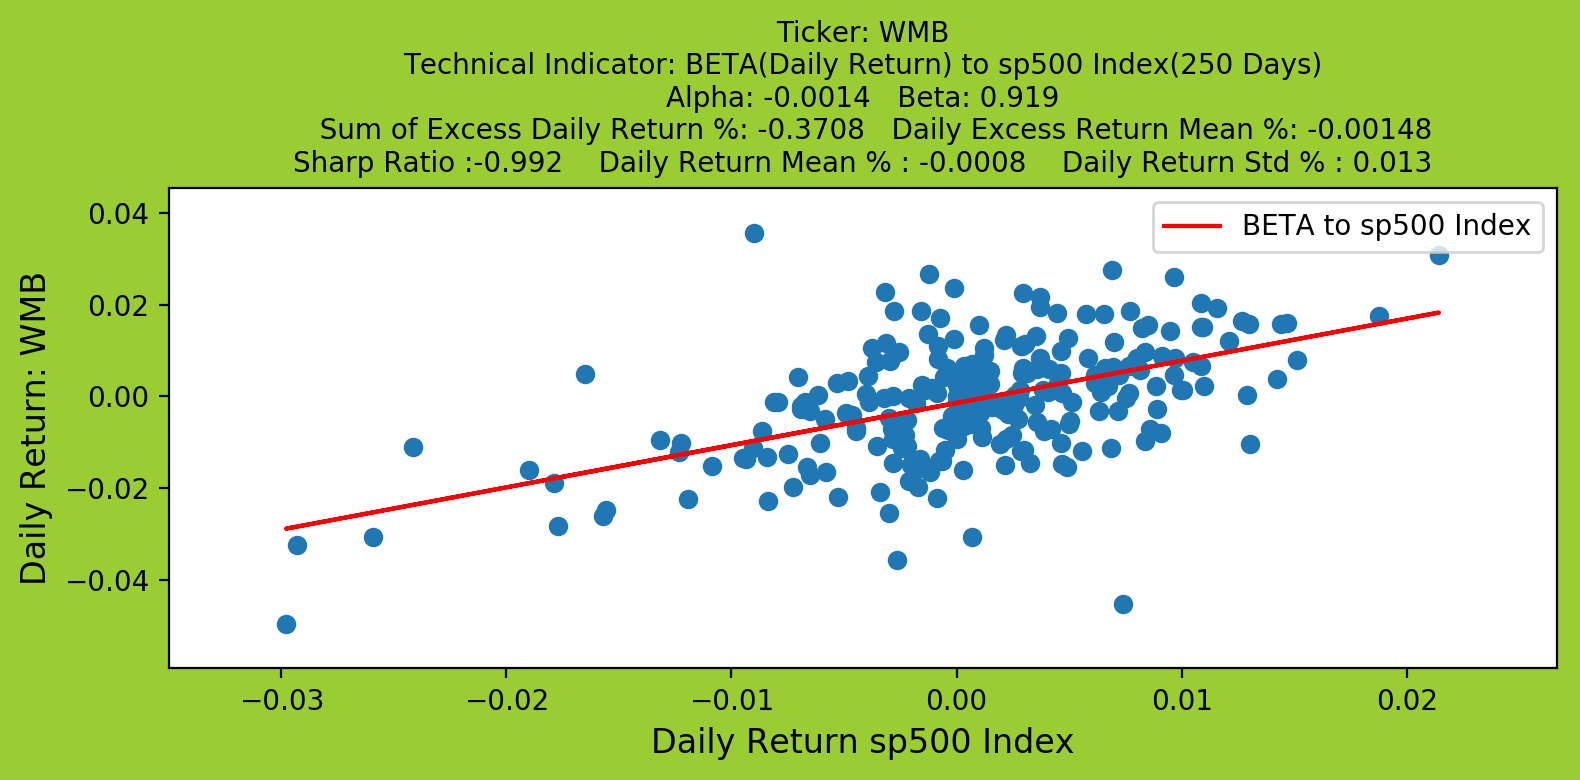 Ticker: WMB
Technical Indicator: BETA(Daily Return) to sp500 Index(250 Days)
Alpha: -0.0014   Beta: 0.919
Sum of Excess Daily Return %: -0.3708   Daily Excess Return Mean %: -0.00148
Sharp Ratio :-0.992    Daily Return Mean % : -0.0008    Daily Return Std % : 0.013
BETA to sp500 Index
Daily Return: WMB
0.04
0.02
0.00
−0.02
−0.04
−0.03
−0.02
−0.01
0.00
0.01
0.02
Daily Return sp500 Index